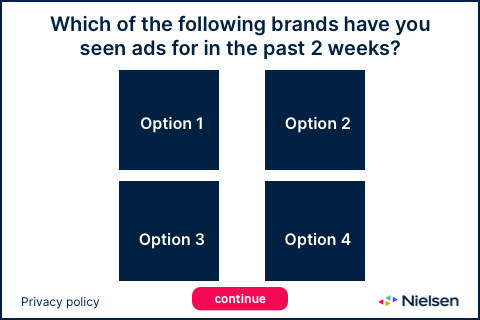 Which of the following brands have you
seen ads for in the past 2 weeks?
Option 1
Option 2
Option 3
Option 4
continue
Privacy policy
Nielsen